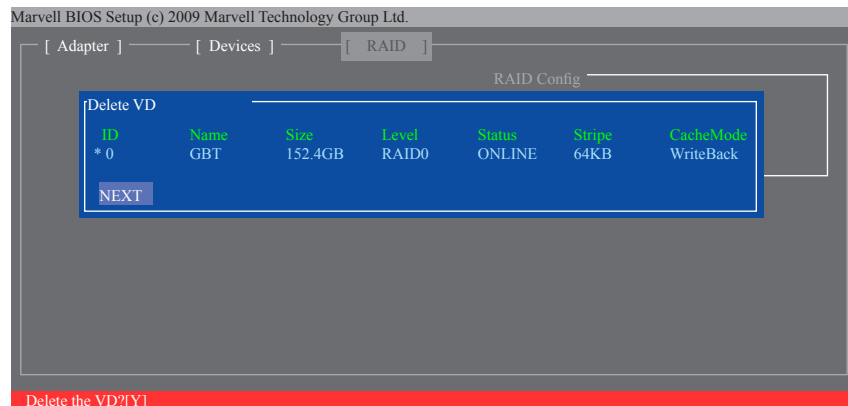 Marvell BIOS Setup (c) 2009 Marvell Technology Group Ltd.
[ Adapter ] [ Devices ] [ RAID ]
RAID Config
Delete VD
ID Name Size Level Status Stripe CacheMode
* 0 GBT 152.4GB RAID0 ONLINE 64KB WriteBack
NEXT
Delete the VD?[Y]